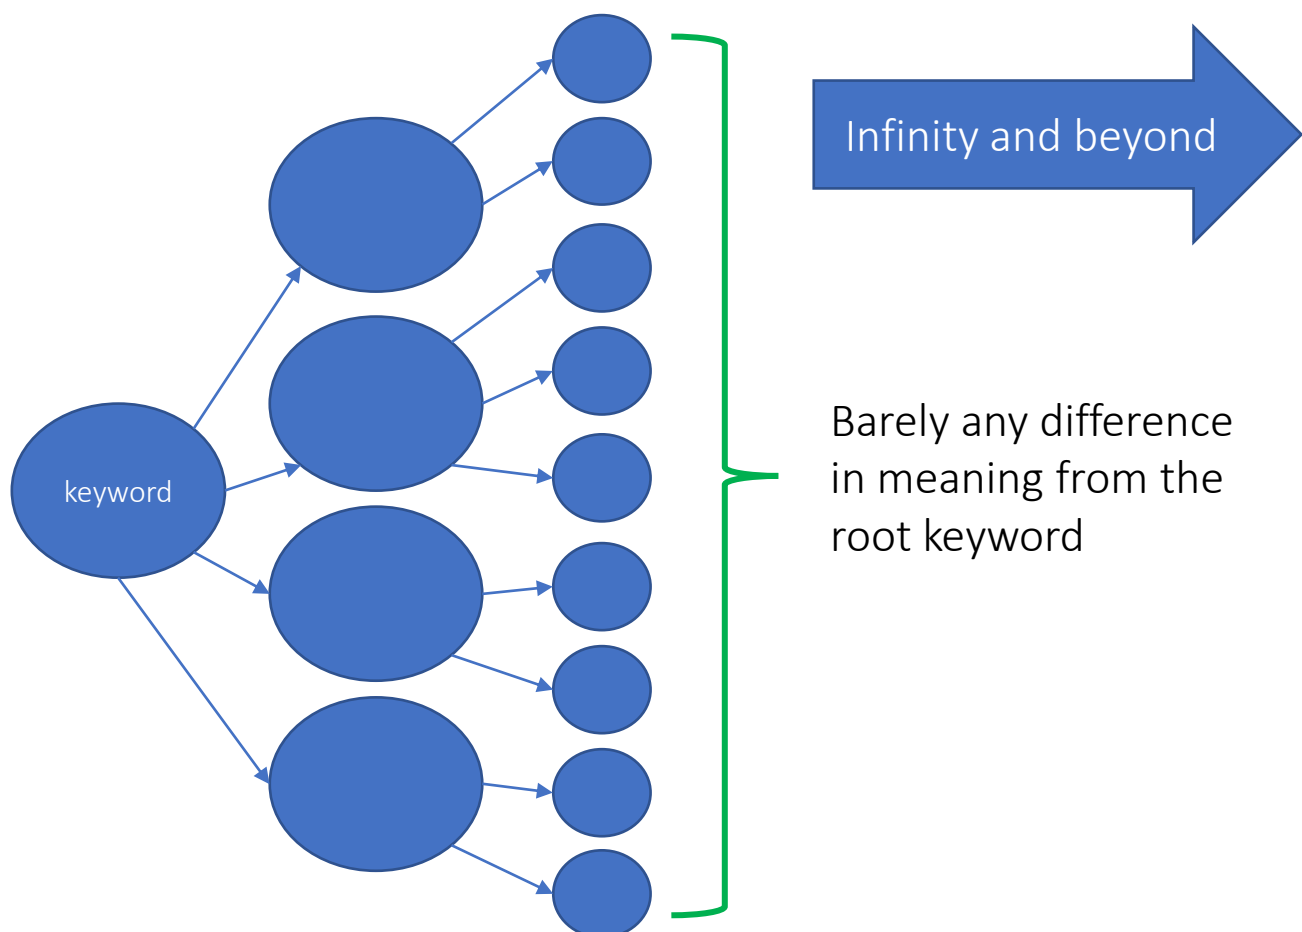 Infinity and beyond
keyword
Barely any difference
in meaning from the
root keyword